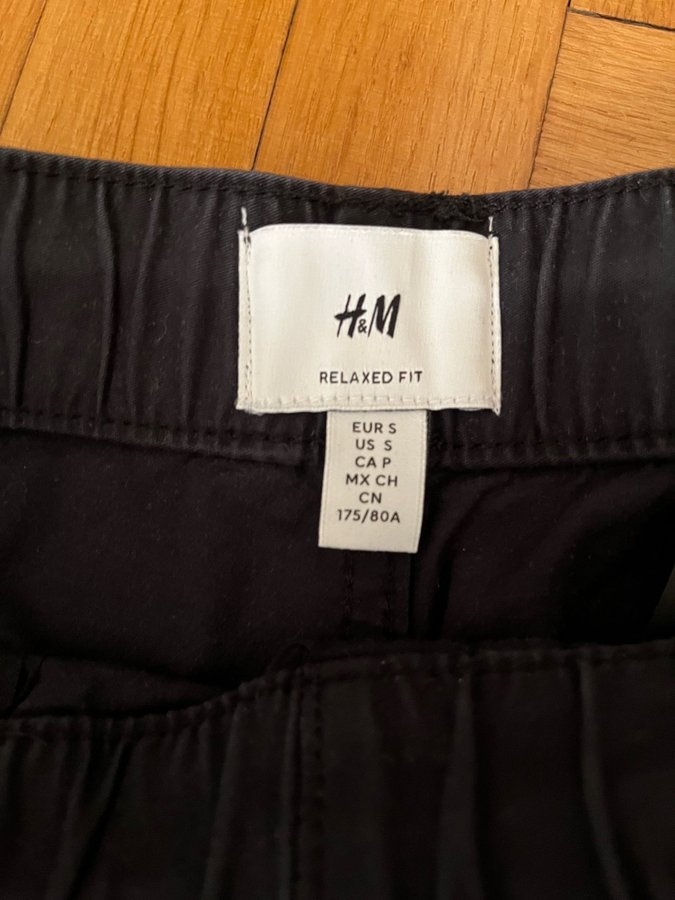 H&M
RELAXED FIT
EUR S
US S
CA P
MX CH
CN
175/80A